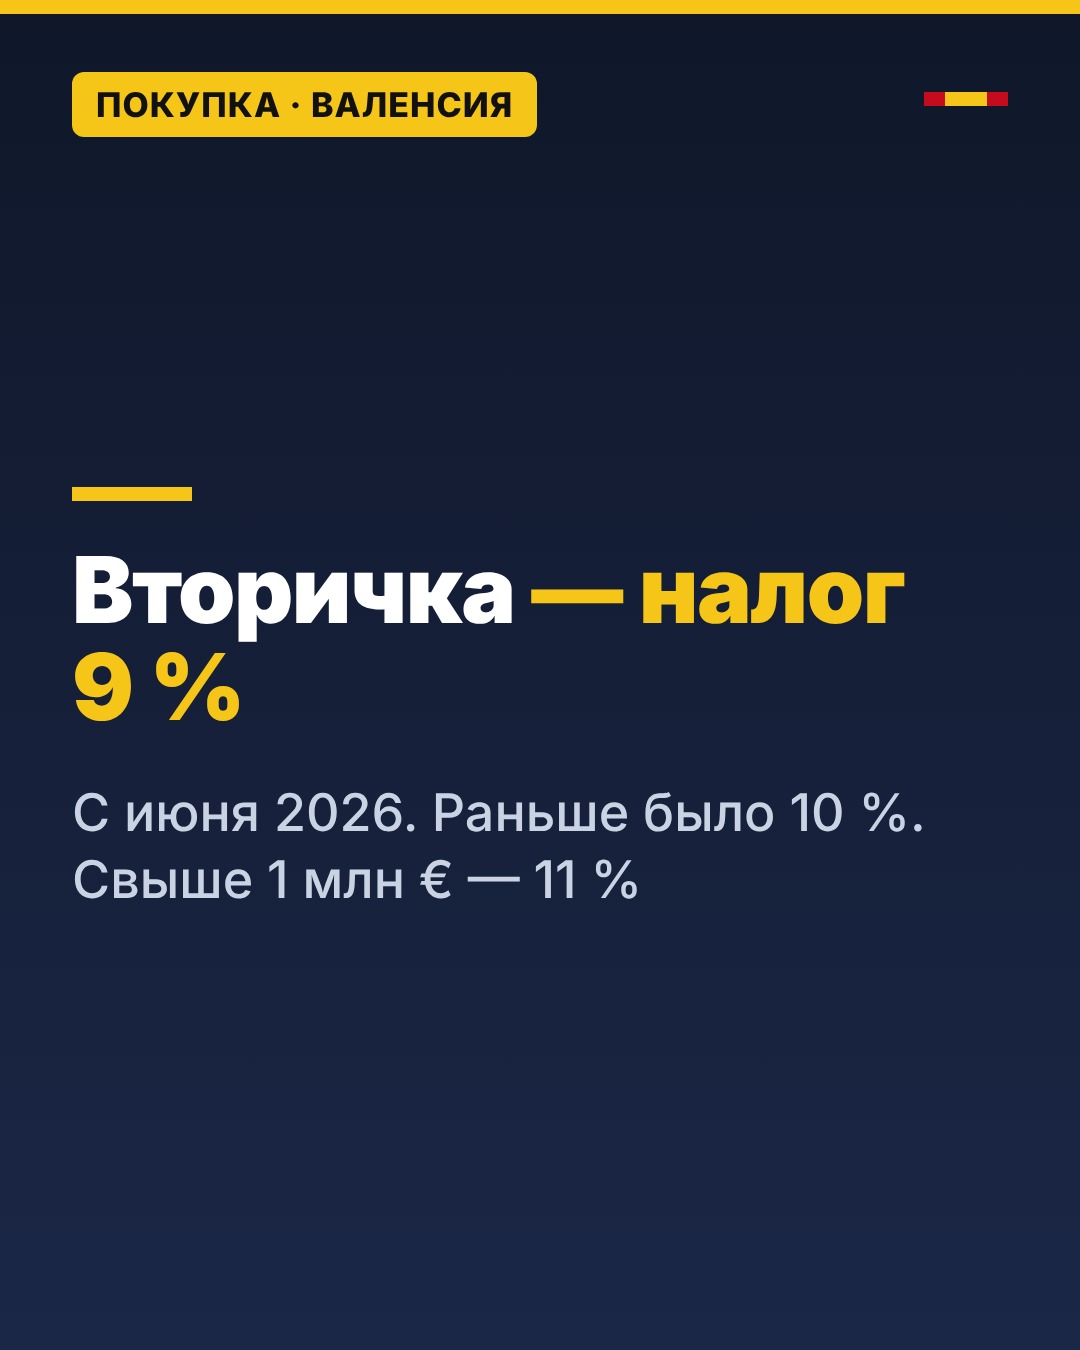 ПОКУПКА · ВАЛЕНСИЯ
Вторичка — налог
9 %
С июня 2026. Раньше было 10 %.
Свыше 1 млн € — 11 %